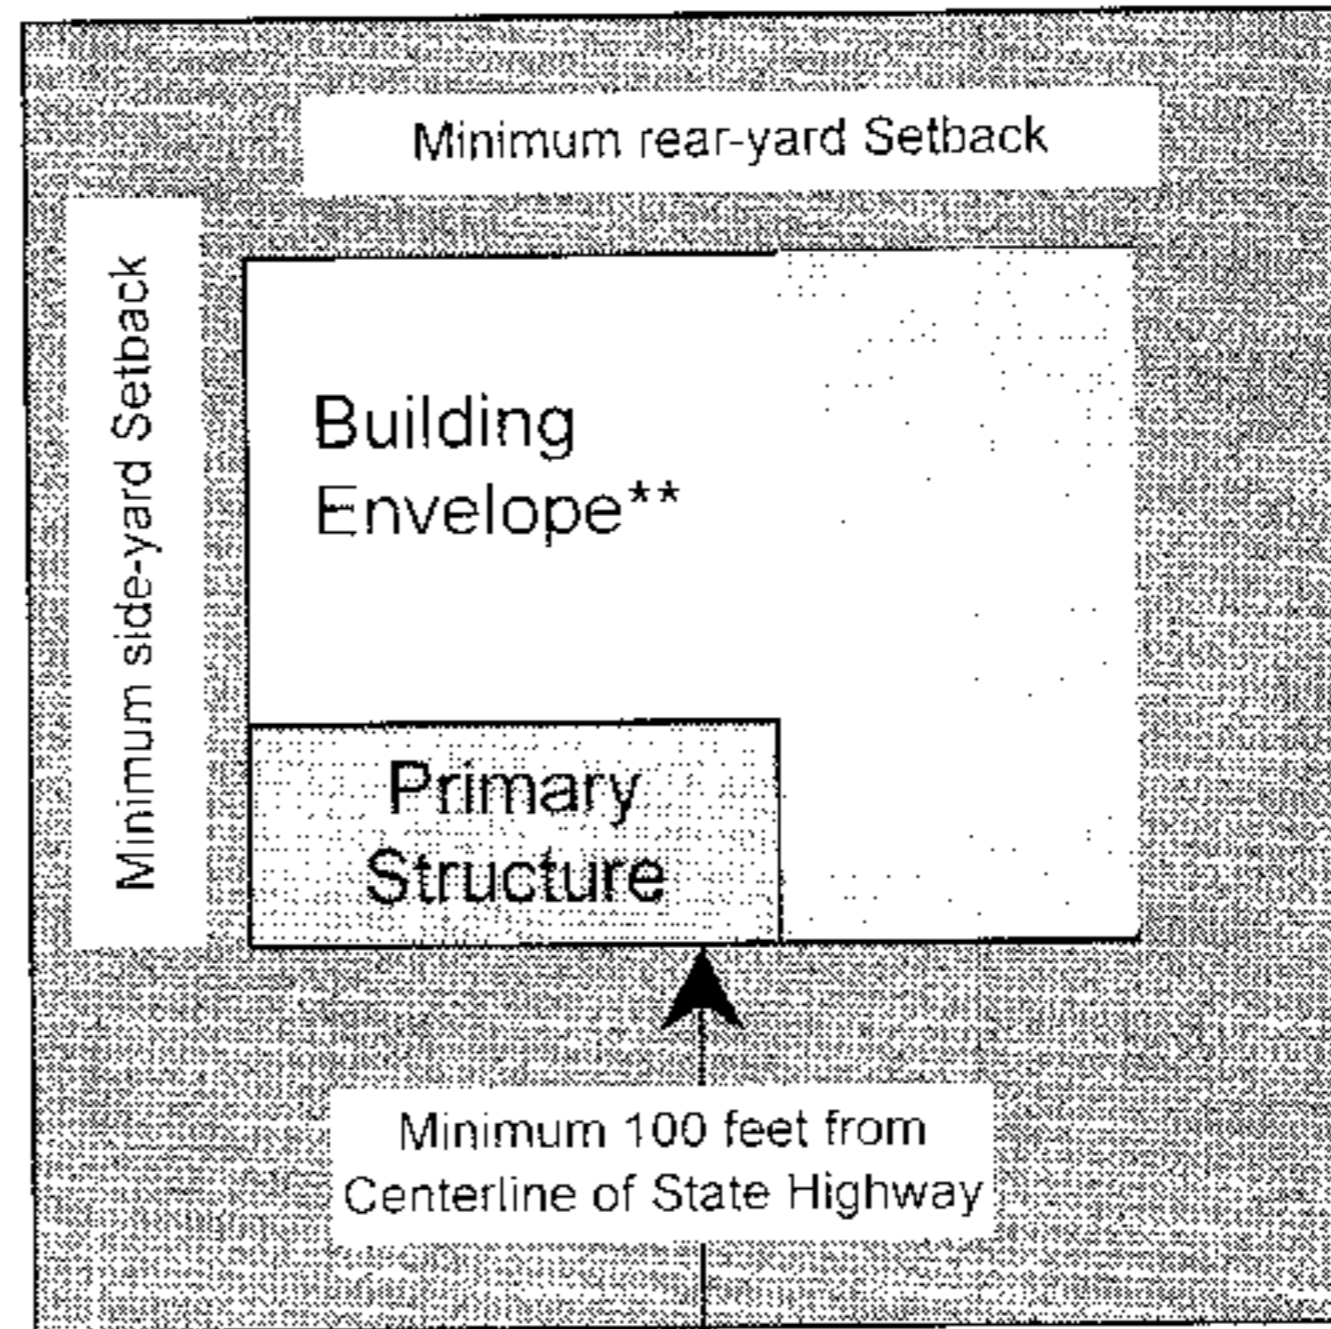 Minimum rear-yard Setback
Minimum side-yard Setback
Building
Envelope**
Primary
Structure
Minimum 100 feet from
Centerline of State Highway